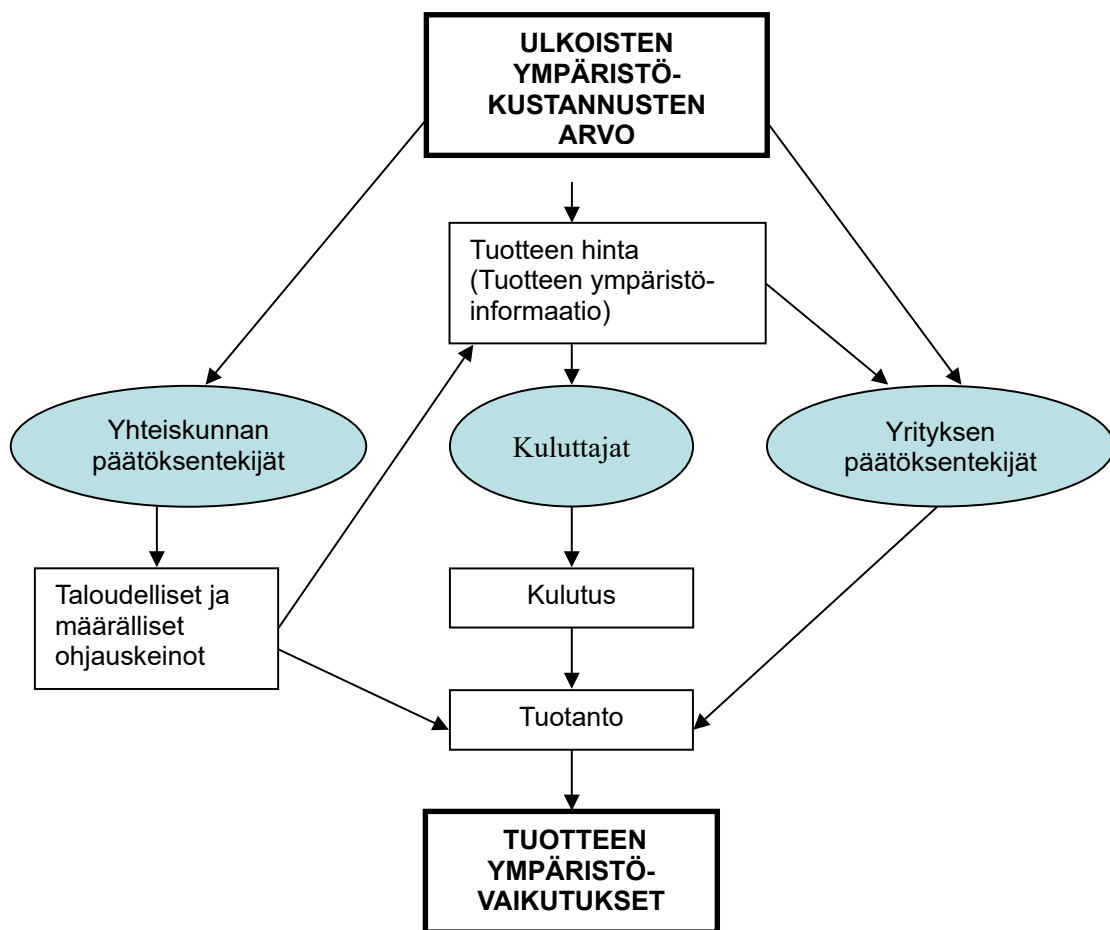 ULKOISTEN
YMPÄRISTÖ-
KUSTANNUSTEN
ARVO
Tuotteen hinta
(Tuotteen ympäristö-
informaatio)
Yhteiskunnan
päätöksentekijät
Kuluttajat
Yrityksen
päätöksentekijät
Taloudelliset ja
määrälliset
ohjauskeinot
Kulutus
Tuotanto
TUOTTEEN
YMPÄRISTÖ-
VAIKUTUKSET